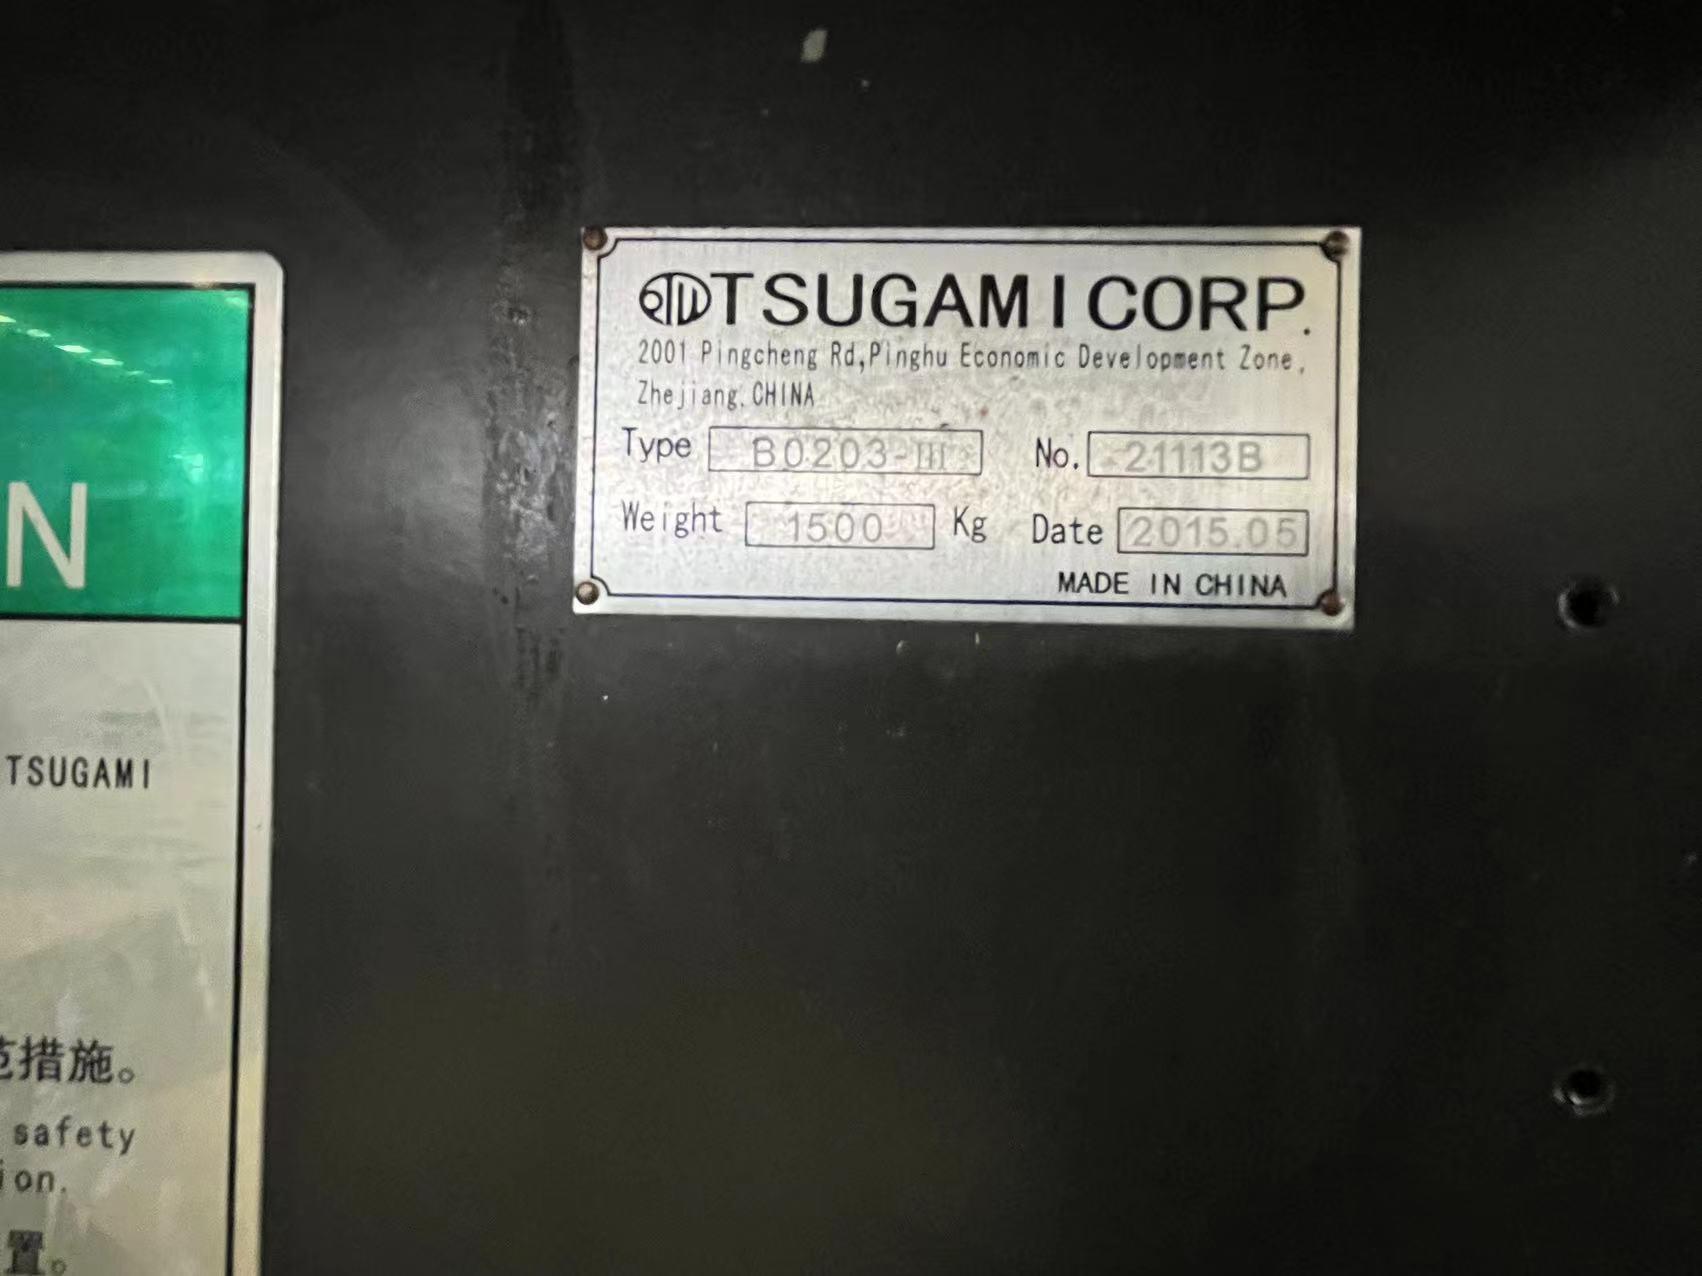 TSUGAMI CORP.
2001 Pingcheng Rd,Pinghu Economic Development Zone,
Zhejiang. CHINA
Type B0203-III No. 21113B
Weight 1500 Kg Date 2015.05
MADE IN CHINA
N
TSUGAMI
措施。
safety
ion.
置。